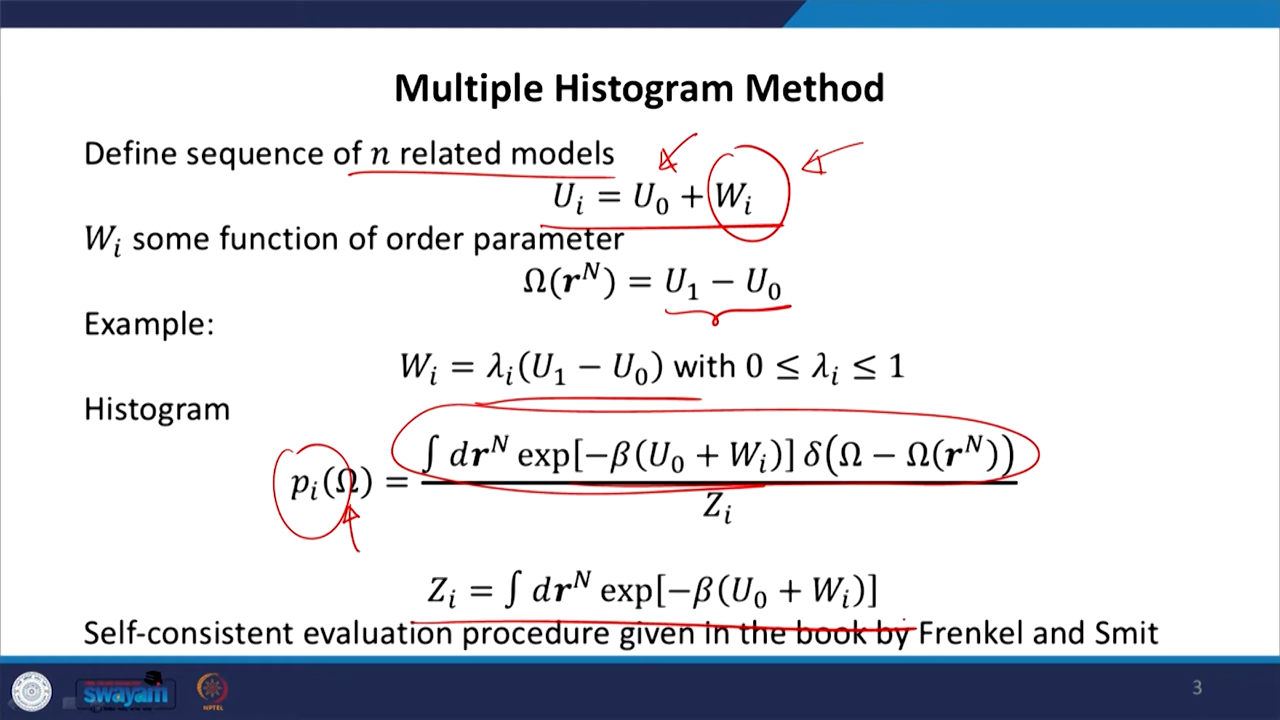 Multiple Histogram Method
Define sequence of n related models
U_i = U_0 + W_i
W_i some function of order parameter
Ω(r^N) = U_1 − U_0
Example:
W_i = λ_i(U_1 − U_0) with 0 ≤ λ_i ≤ 1
Histogram
p_i(Ω) = ∫ dr^N exp[−β(U_0 + W_i)] δ(Ω − Ω(r^N)) / Z_i
Z_i = ∫ dr^N exp[−β(U_0 + W_i)]
Self-consistent evaluation procedure given in the book by Frenkel and Smit
swayam
NPTEL
3